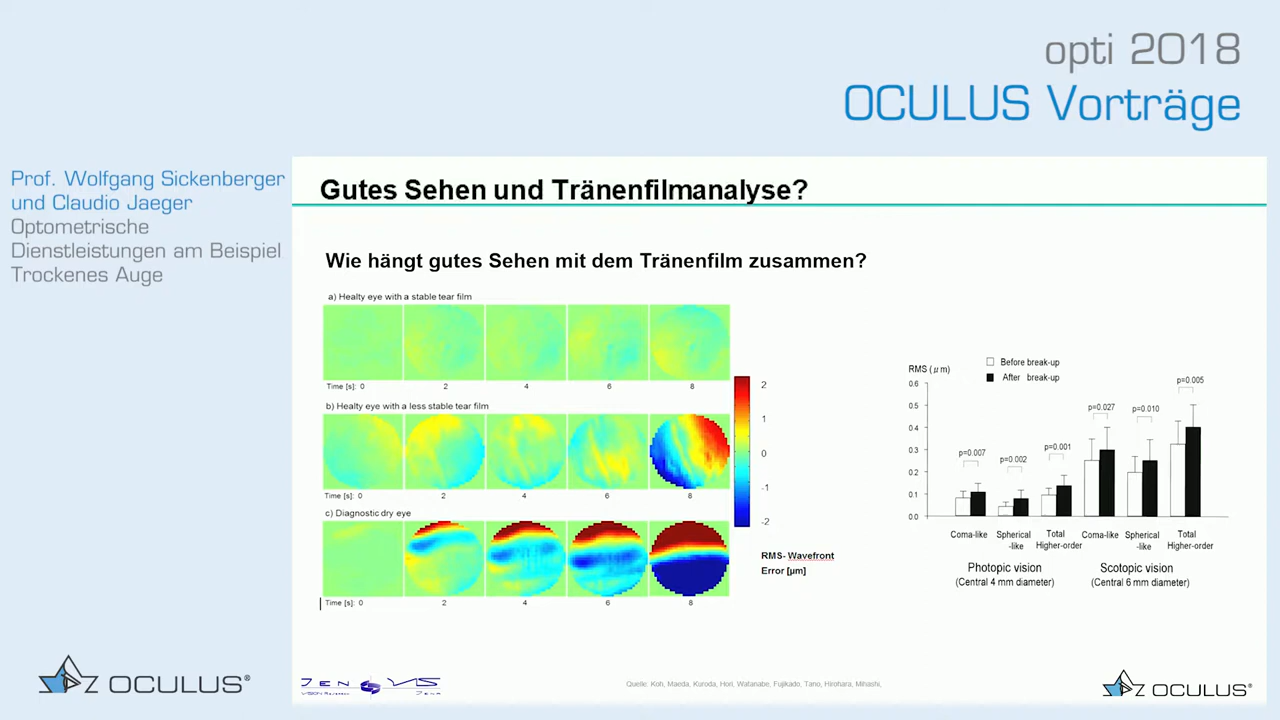 opti 2018
OCULUS Vorträge
Prof. Wolfgang Sickenberger
und Claudio Jaeger
Optometrische
Dienstleistungen am Beispiel
Trockenes Auge
Gutes Sehen und Tränenfilmanalyse?
Wie hängt gutes Sehen mit dem Tränenfilm zusammen?
a) Healty eye with a stable tear film
Time [s]: 0 2 4 6 8
b) Healty eye with a less stable tear film
Time [s]: 0 2 4 6 8
c) Diagnostic dry eye
Time [s]: 0 2 4 6 8
2
1
0
-1
-2
RMS- Wavefront
Error [µm]
RMS (μm)
Before break-up
After break-up
0.6
0.5
0.4
0.3
0.2
0.1
0.0
p=0.007
p=0.002
p=0.001
p=0.027
p=0.010
p=0.005
Coma-like
Spherical
-like
Total
Higher-order
Coma-like
Spherical
-like
Total
Higher-order
Photopic vision
(Central 4 mm diameter)
Scotopic vision
(Central 6 mm diameter)
OCULUS®
JENVIS
VISION Research JENA
Quelle: Koh, Maeda, Kuroda, Hori, Watanabe, Fujikado, Tano, Hirohara, Mihashi,
OCULUS®